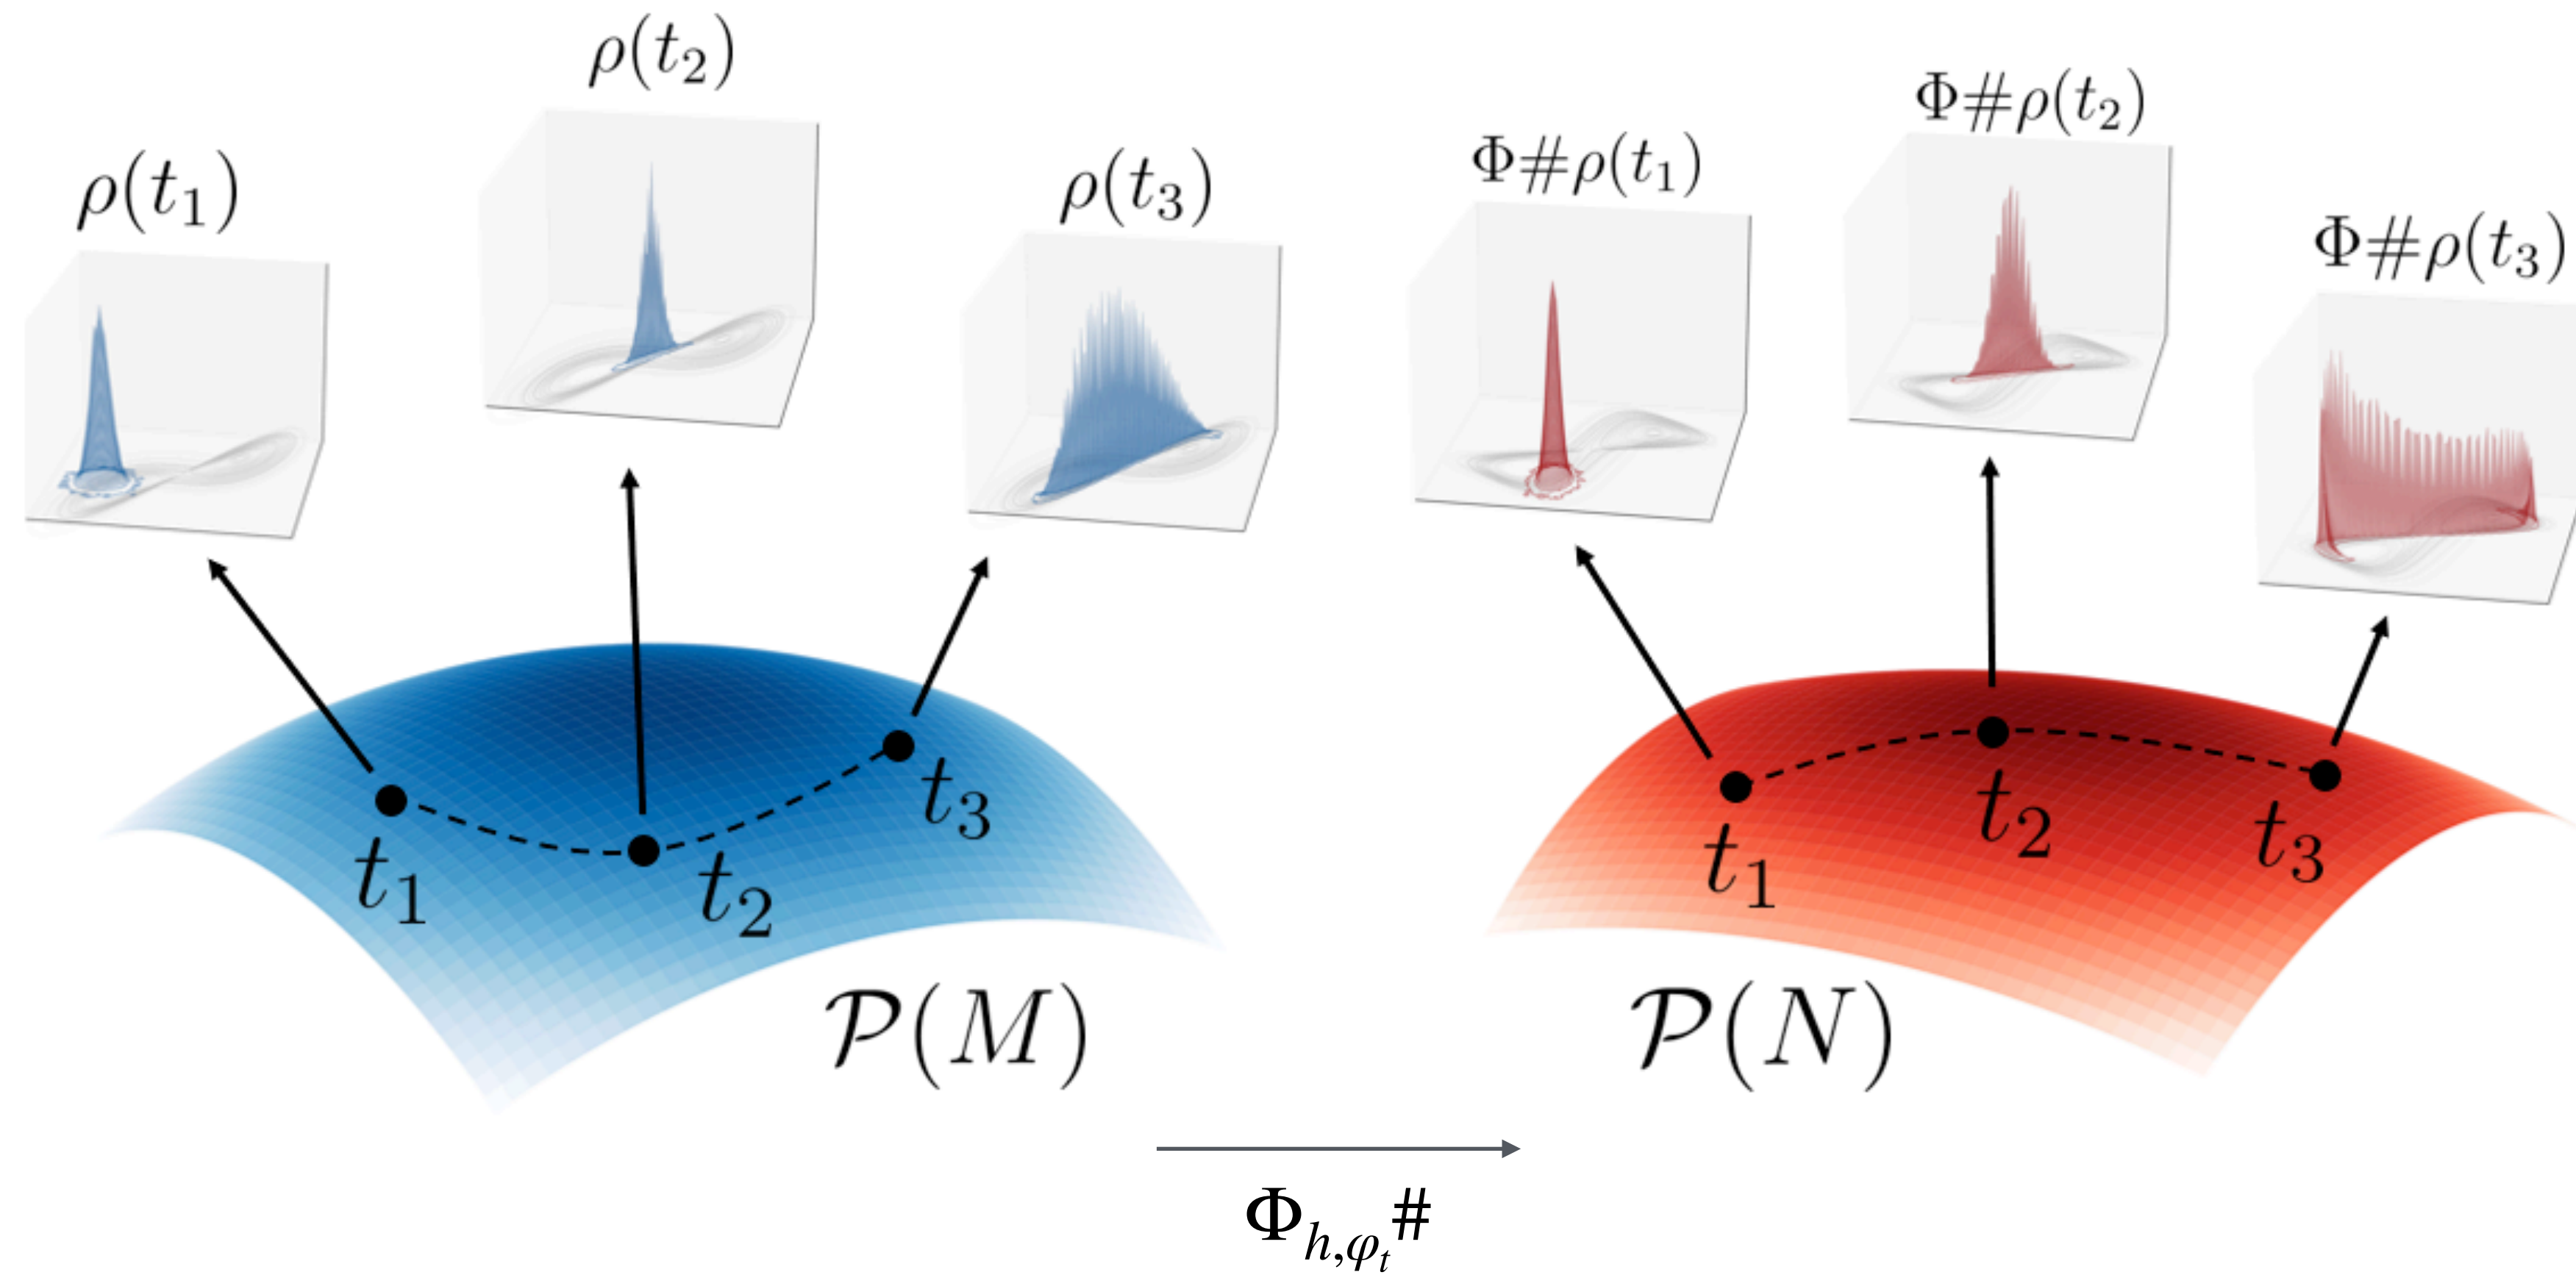 ρ(t₁)
ρ(t₂)
ρ(t₃)
Φ#ρ(t₁)
Φ#ρ(t₂)
Φ#ρ(t₃)
t₁
t₂
t₃
𝒫(M)
t₁
t₂
t₃
𝒫(N)
Φ_{h,φ_t}#